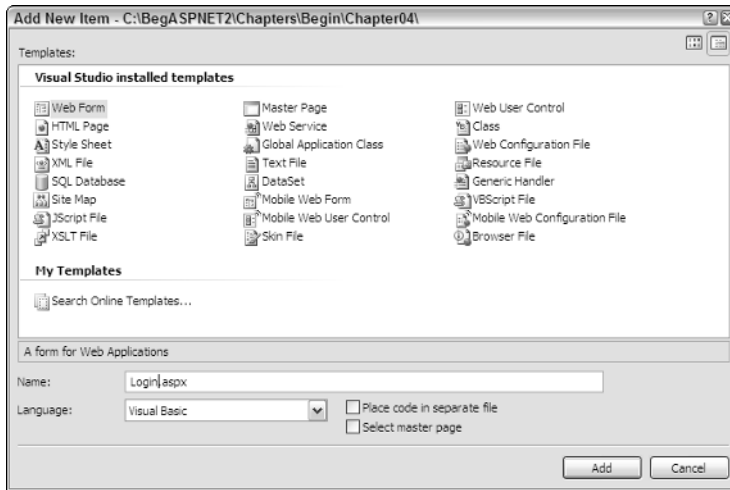 Add New Item - C:\BegASPNET2\Chapters\Begin\Chapter04\
Templates:
Visual Studio installed templates
Web Form
Master Page
Web User Control
HTML Page
Web Service
Class
Style Sheet
Global Application Class
Web Configuration File
XML File
Text File
Resource File
SQL Database
DataSet
Generic Handler
Site Map
Mobile Web Form
VBScript File
JScript File
Mobile Web User Control
Mobile Web Configuration File
XSLT File
Skin File
Browser File
My Templates
Search Online Templates...
A form for Web Applications
Name: Login.aspx
Language: Visual Basic
Place code in separate file
Select master page
Add Cancel